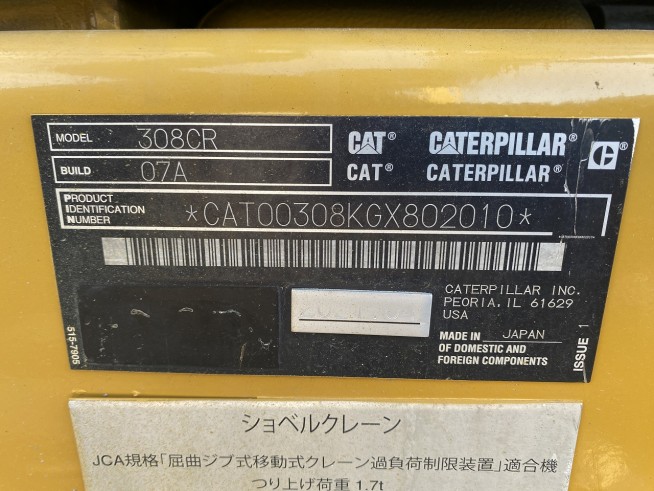 MODEL 308CR CAT® CATERPILLAR®
BUILD 07A CAT® CATERPILLAR®
PRODUCT IDENTIFICATION NUMBER *CAT00308KGX802010*
CATERPILLAR INC.
PEORIA, IL 61629
USA
MADE IN JAPAN
OF DOMESTIC AND
FOREIGN COMPONENTS
ISSUE 1
515-7905
ショベルクレーン
JCA規格「屈曲ジブ式移動式クレーン過負荷制限装置」適合機
つり上げ荷重 1.7t